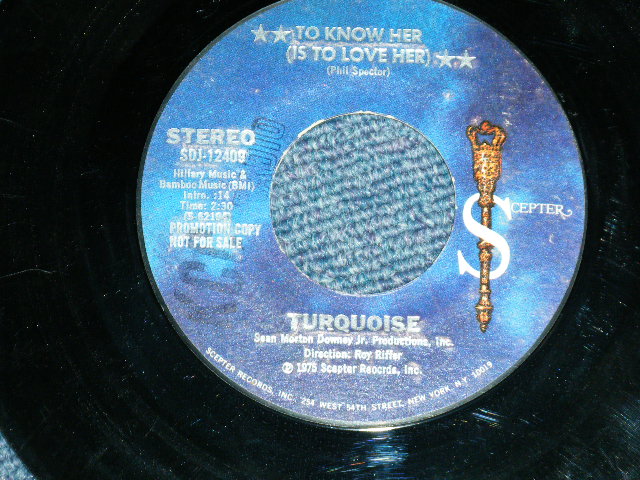 ★★ TO KNOW HER
(IS TO LOVE HER) ★★
(Phil Spector)
STEREO
SDJ-12409
Hillary Music &
Bamboo Music (BMI)
Intro. :14
Time: 2:30
PROMOTION COPY
NOT FOR SALE
SCEPTER
TURQUOISE
Sean Morton Downey Jr. Productions, Inc.
Direction: Roy Riffer
Ⓟ 1975 Scepter Records, Inc.
SCEPTER RECORDS, INC., 254 WEST 54TH STREET, NEW YORK, N.Y. 10019